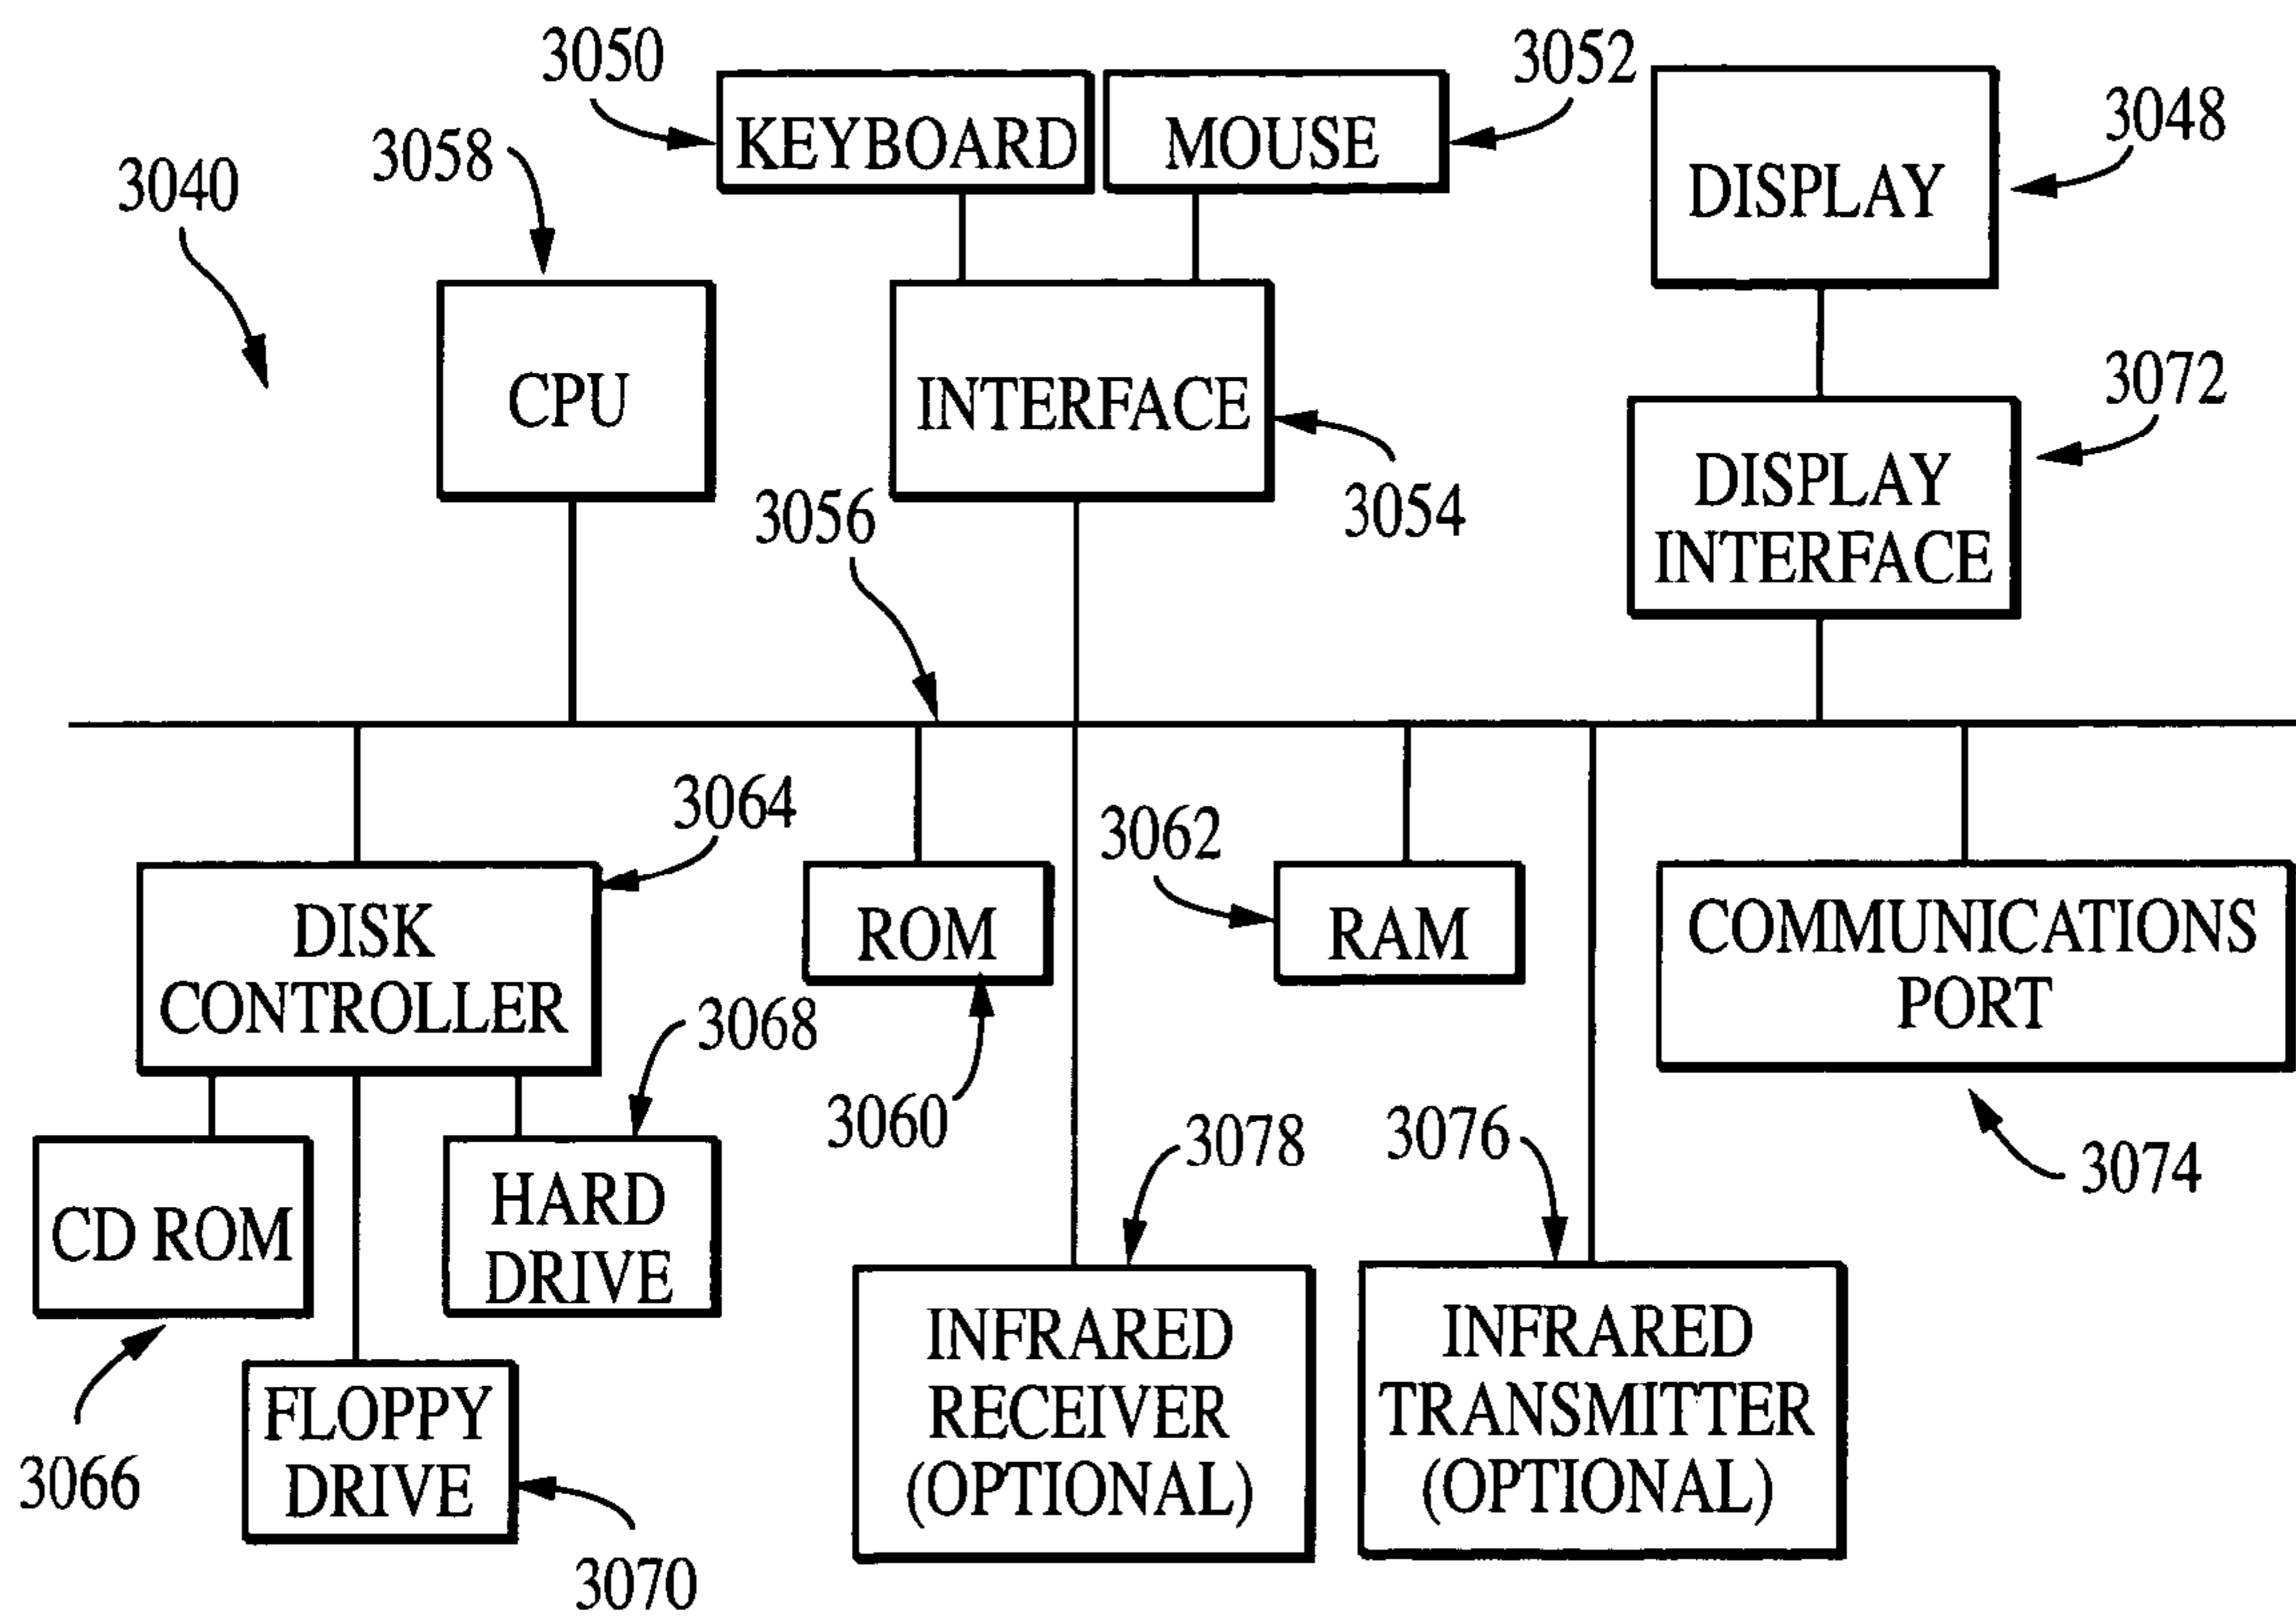 3050
KEYBOARD
MOUSE
3052
3048
DISPLAY
3058
3040
CPU
INTERFACE
3054
3072
DISPLAY
INTERFACE
3056
3064
DISK
CONTROLLER
3068
ROM
3060
3062
RAM
COMMUNICATIONS
PORT
3074
CD ROM
3066
HARD
DRIVE
FLOPPY
DRIVE
3070
3078
INFRARED
RECEIVER
(OPTIONAL)
3076
INFRARED
TRANSMITTER
(OPTIONAL)